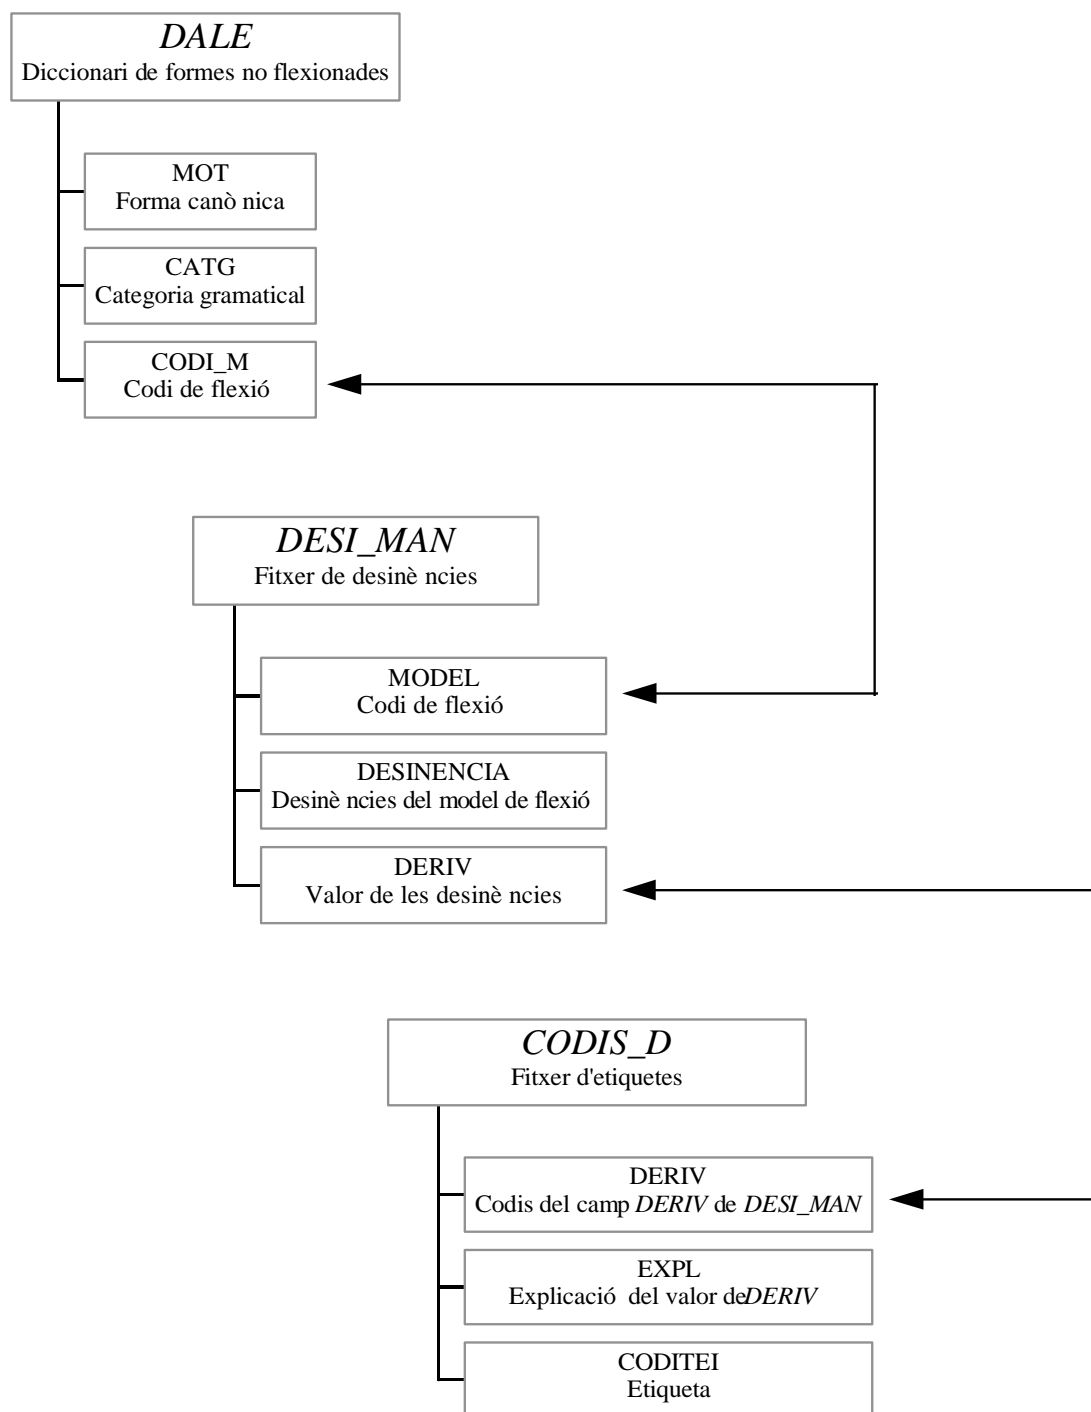 DALE
Diccionari de formes no flexionades
MOT
Forma canò nica
CATG
Categoria gramatical
CODI_M
Codi de flexió
DESI_MAN
Fitxer de desinè ncies
MODEL
Codi de flexió
DESINENCIA
Desinè ncies del model de flexió
DERIV
Valor de les desinè ncies
CODIS_D
Fitxer d'etiquetes
DERIV
Codis del camp DERIV de DESI_MAN
EXPL
Explicació del valor deDERIV
CODITEI
Etiqueta